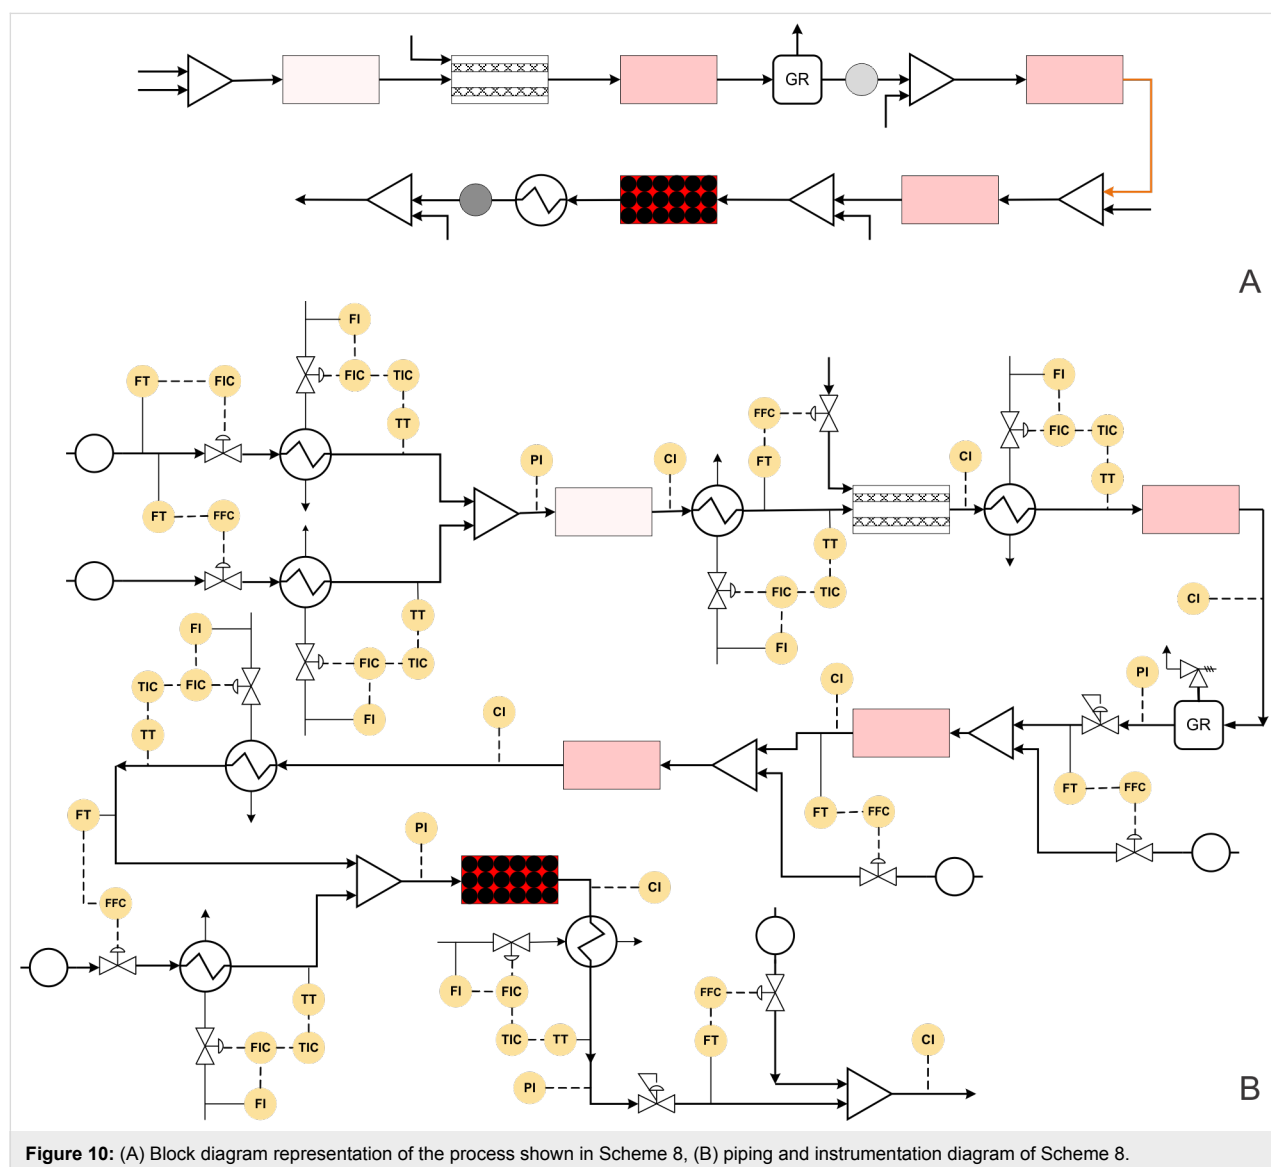 GR
A
FI
FT
FIC
FIC
TIC
TT
FFC
FI
CI
PI
CI
FT
CI
FIC
TIC
TT
FT
FFC
TT
TT
FIC
TIC
CI
FI
FI
FIC
TIC
TIC
FIC
FI
CI
PI
CI
GR
TT
FT
FFC
FT
FFC
FT
PI
CI
FFC
TT
FI
FIC
FFC
FIC
TIC
TIC
TT
FT
CI
FI
PI
B
Figure 10: (A) Block diagram representation of the process shown in Scheme 8, (B) piping and instrumentation diagram of Scheme 8.